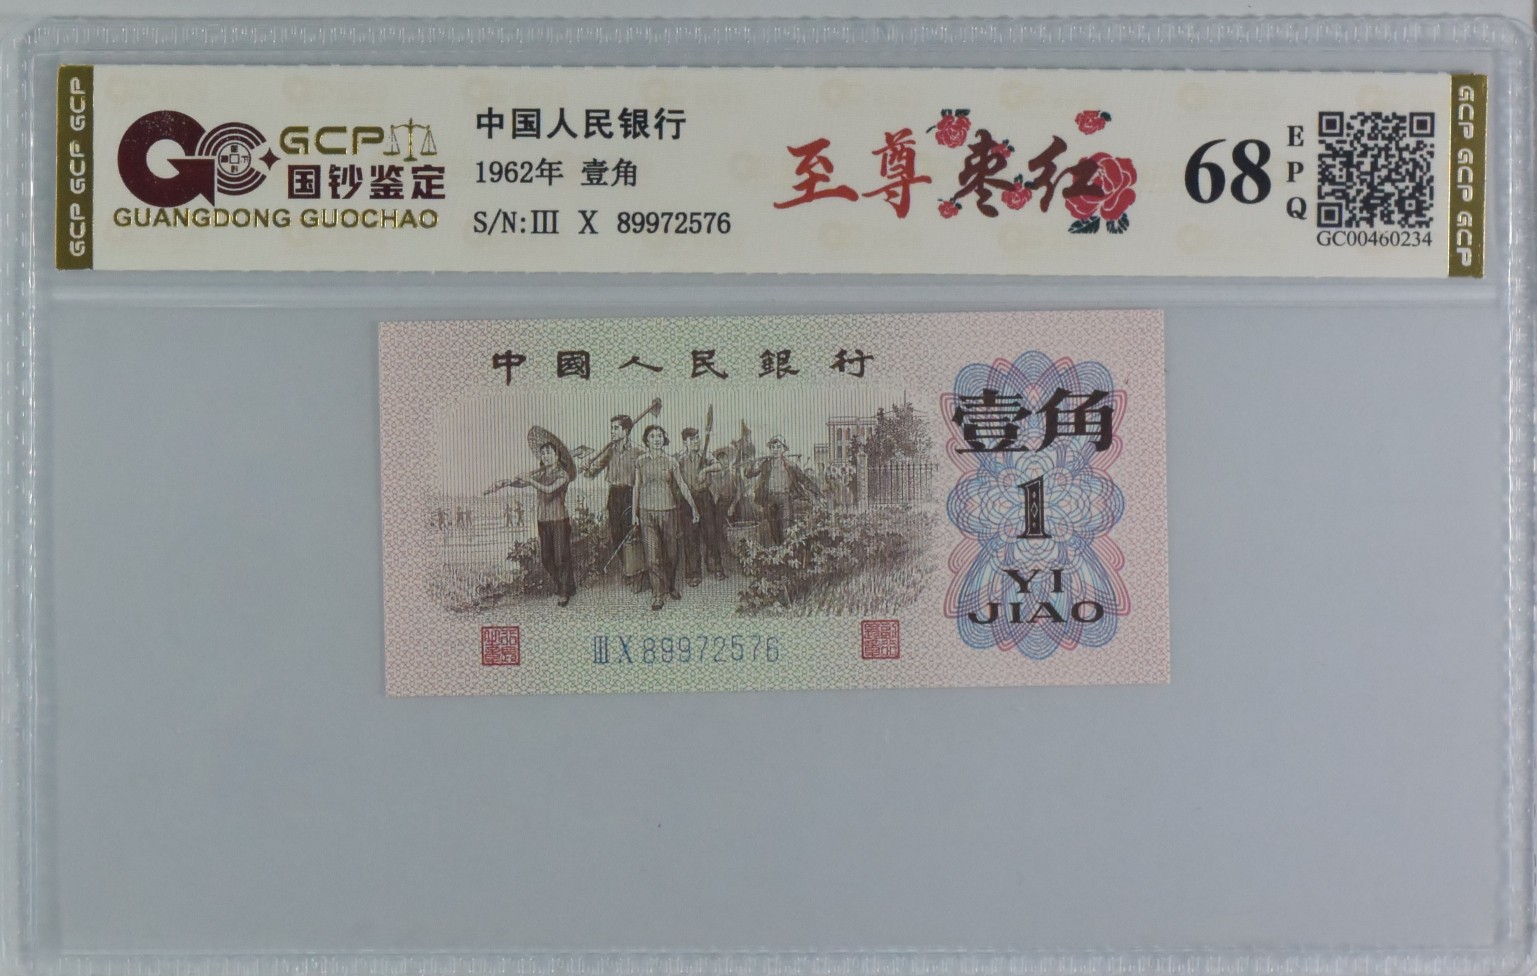 GCP GCP GCP
GCP
国钞鉴定
GUANGDONG GUOCHAO
中国人民银行
1962年 壹角
S/N:III X 89972576
至尊枣红
68
EPQ
GC00460234
GCP GCP GCP
中國人民銀行
壹角
1
YI
JIAO
III X 89972576